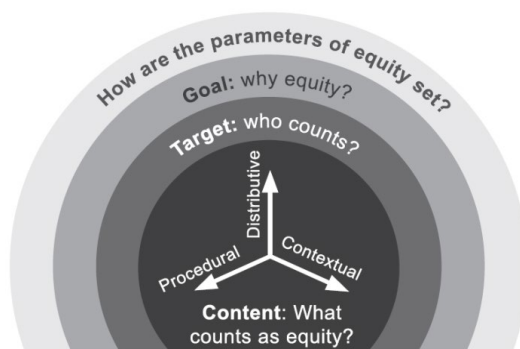 How are the parameters of equity set?
Goal: why equity?
Target: who counts?
Distributive
Procedural
Contextual
Content: What
counts as equity?